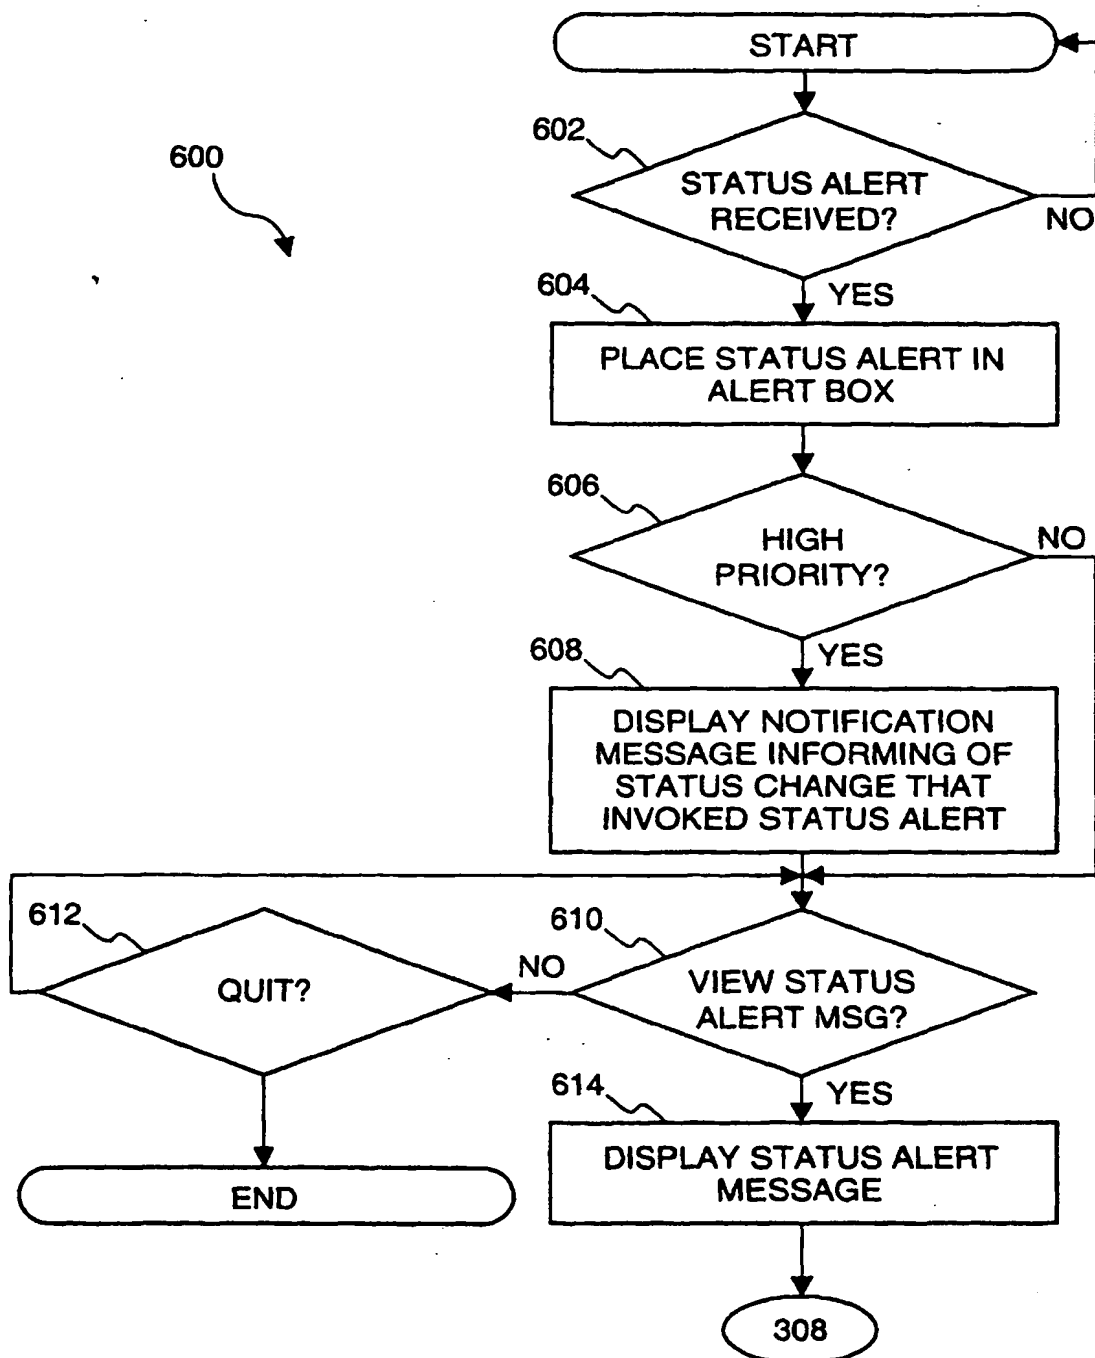 START
602
600
STATUS ALERT
RECEIVED?
NO
604
YES
PLACE STATUS ALERT IN
ALERT BOX
606
HIGH
PRIORITY?
NO
608
YES
DISPLAY NOTIFICATION
MESSAGE INFORMING OF
STATUS CHANGE THAT
INVOKED STATUS ALERT
612
610
QUIT?
NO
VIEW STATUS
ALERT MSG?
614
YES
DISPLAY STATUS ALERT
MESSAGE
END
308